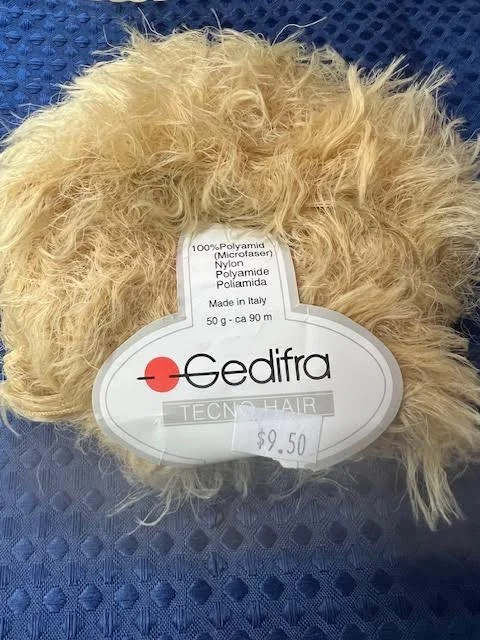 100%Polyamid
(Microfaser)
Nylon
Polyamide
Poliamida
Made in Italy
50 g - ca 90 m
Gedifra
TECNO HAIR
$9.50